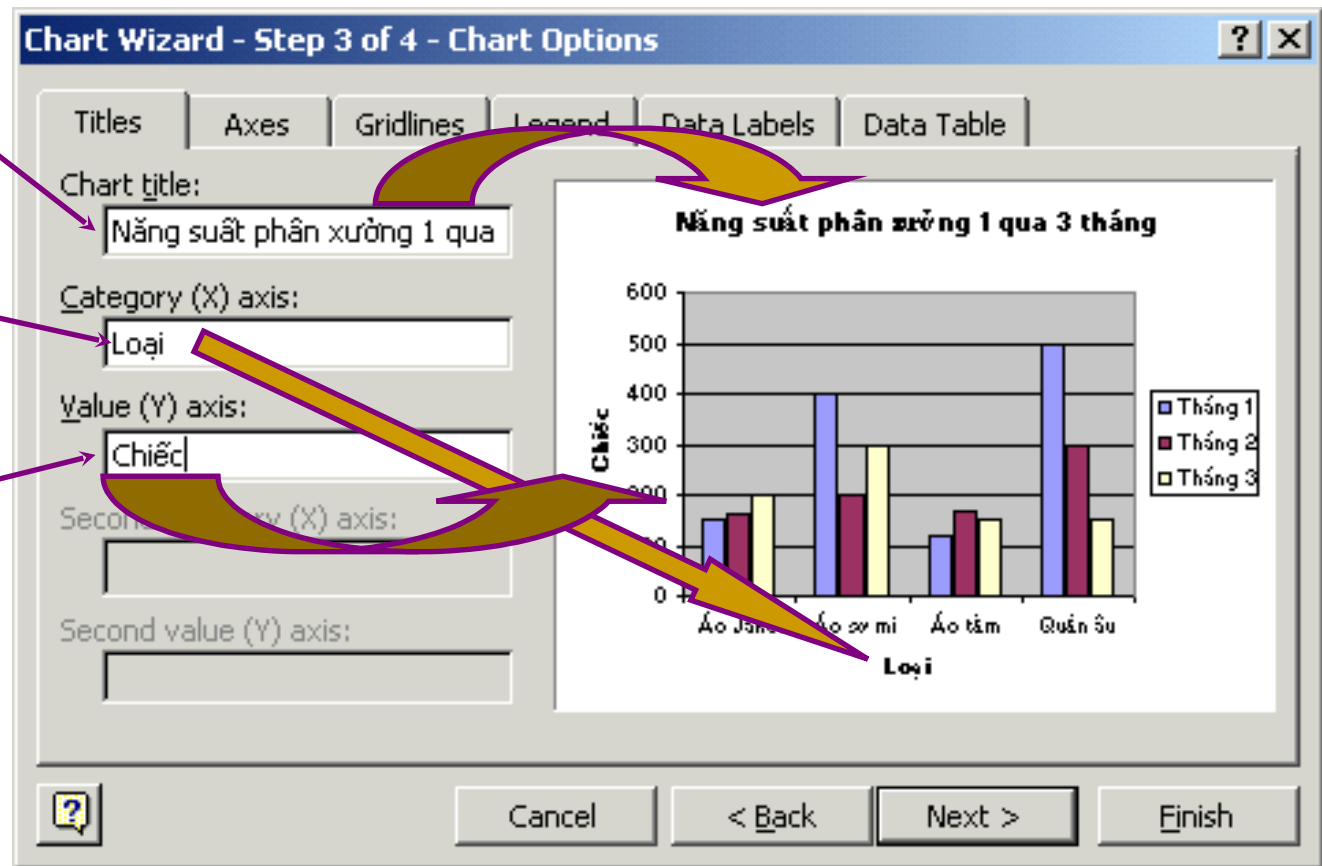 Chart Wizard - Step 3 of 4 - Chart Options
Titles Axes Gridlines Legend Data Labels Data Table
Chart title:
Năng suất phân xường 1 qua
Category (X) axis:
Loại
Value (Y) axis:
Chiếc
(X) axis:
Second value (Y) axis:
Năng suất phân xưởng 1 qua 3 tháng
600
500
400
300
0
Chiếc
Áo sơ mi Áo tắm Quần âu
Loại
Tháng 1
Tháng 2
Tháng 3
Cancel < Back Next > Finish